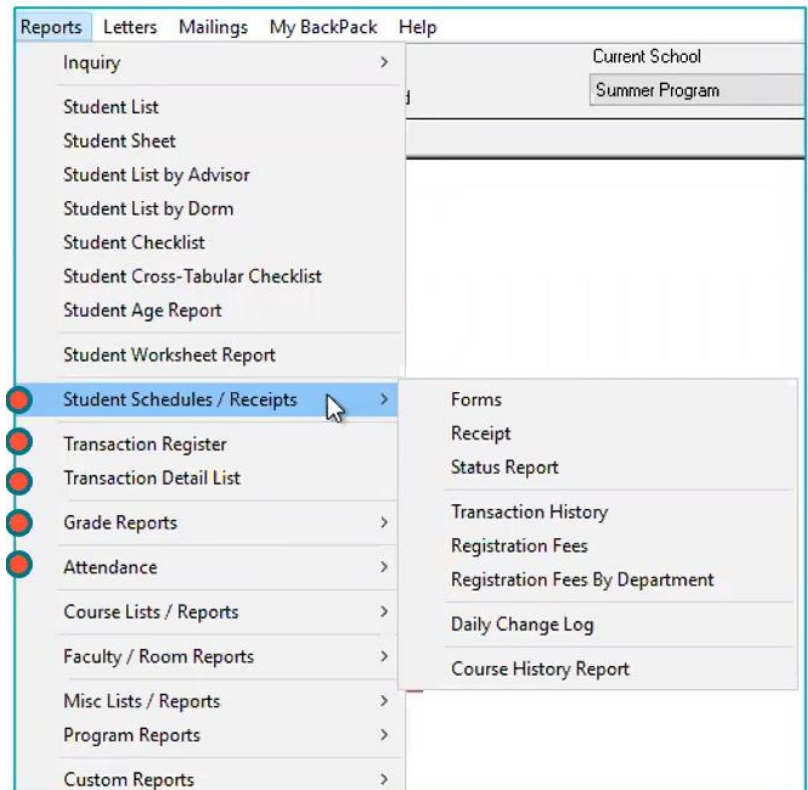 Reports Letters Mailings My BackPack Help
Inquiry
Current School
Summer Program
Student List
Student Sheet
Student List by Advisor
Student List by Dorm
Student Checklist
Student Cross-Tabular Checklist
Student Age Report
Student Worksheet Report
Student Schedules / Receipts
Transaction Register
Transaction Detail List
Grade Reports
Attendance
Course Lists / Reports
Faculty / Room Reports
Misc Lists / Reports
Program Reports
Custom Reports
Forms
Receipt
Status Report
Transaction History
Registration Fees
Registration Fees By Department
Daily Change Log
Course History Report